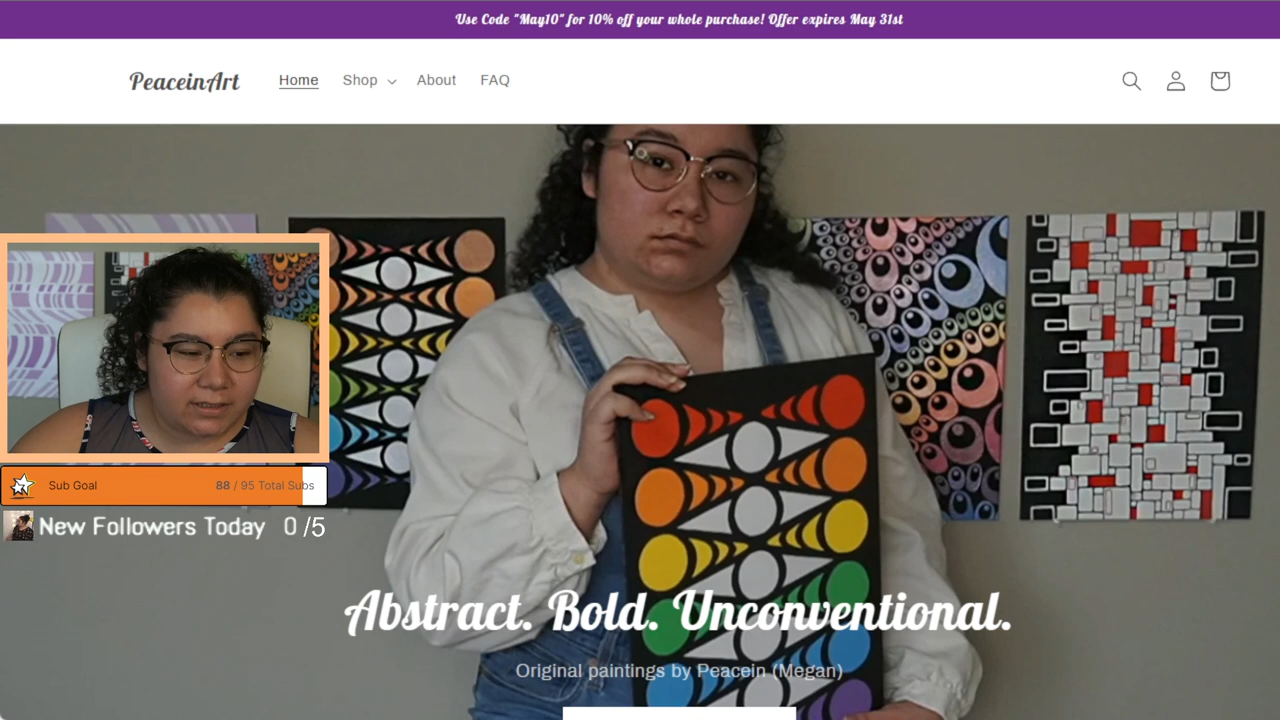 Use Code "May10" for 10% off your whole purchase! Offer expires May 31st
PeaceinArt
Home
Shop
About
FAQ
Sub Goal
88 / 95 Total Subs
New Followers Today 0 /5
Abstract. Bold. Unconventional.
Original paintings by Peacein (Megan)